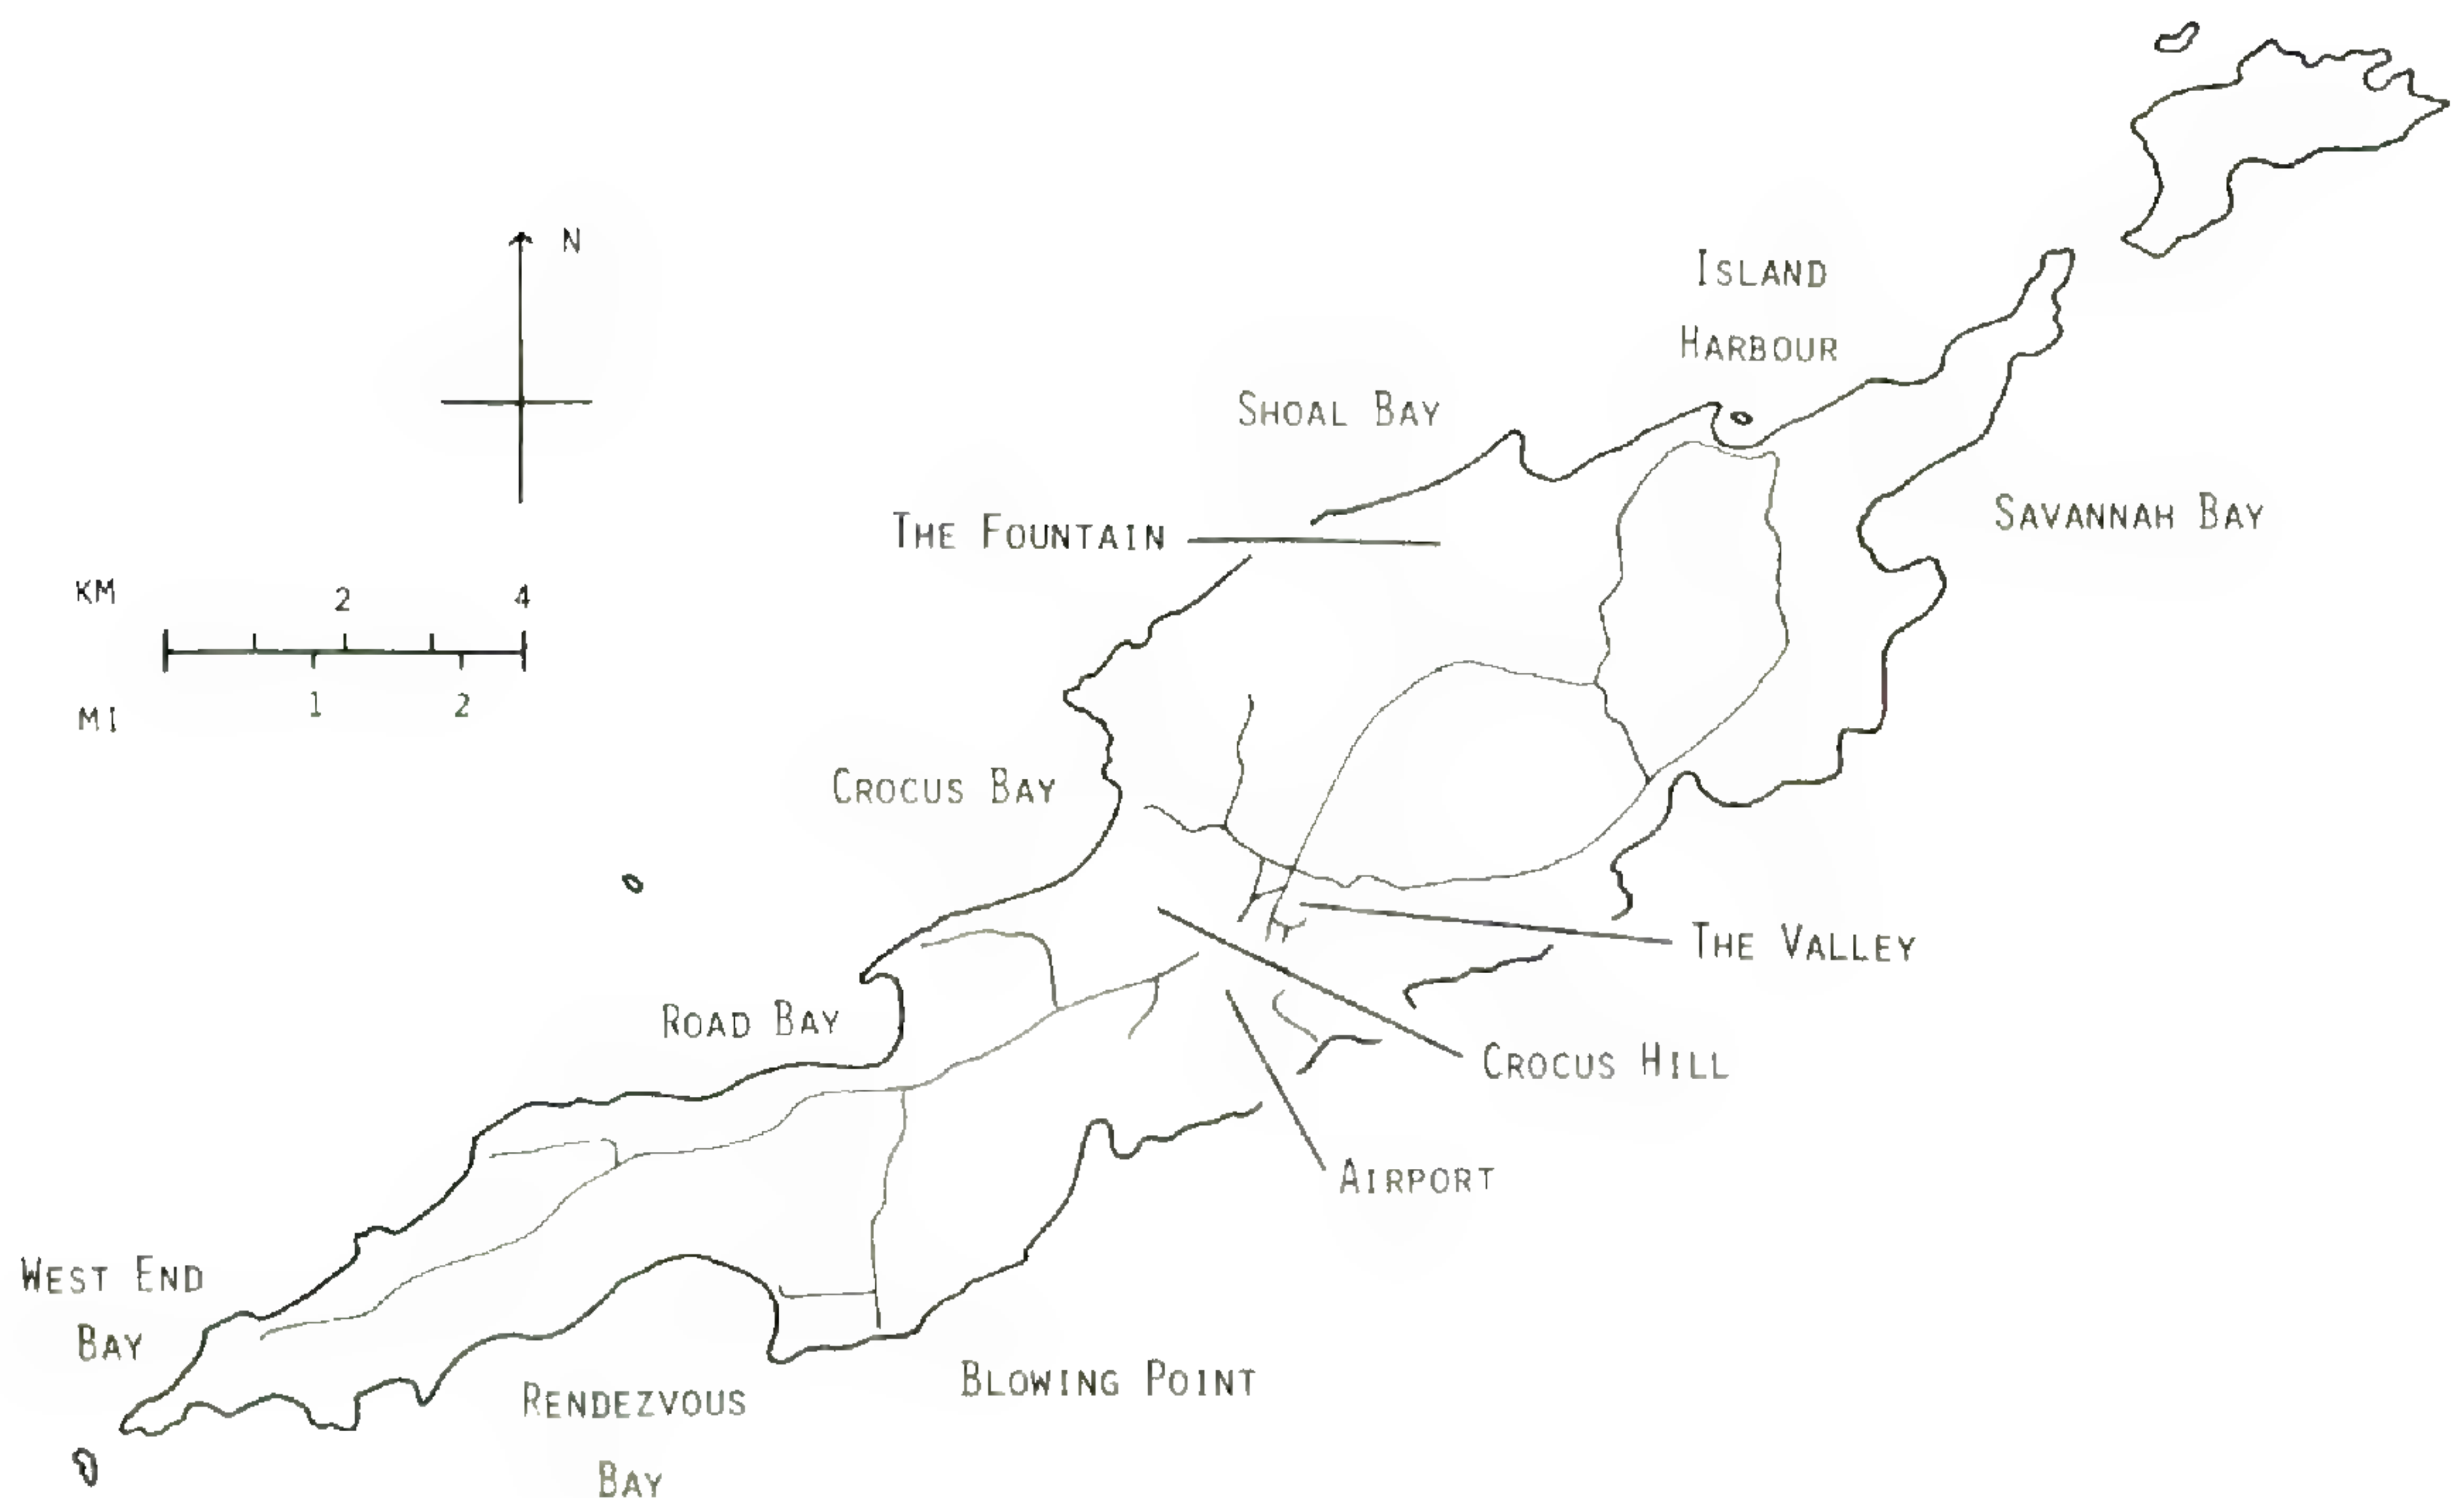 N
Island
Harbour
Shoal Bay
Savannah Bay
The Fountain
KM
2
4
1
2
MI
Crocus Bay
The Valley
Road Bay
Crocus Hill
Airport
West End
Bay
Blowing Point
Rendezvous
Bay